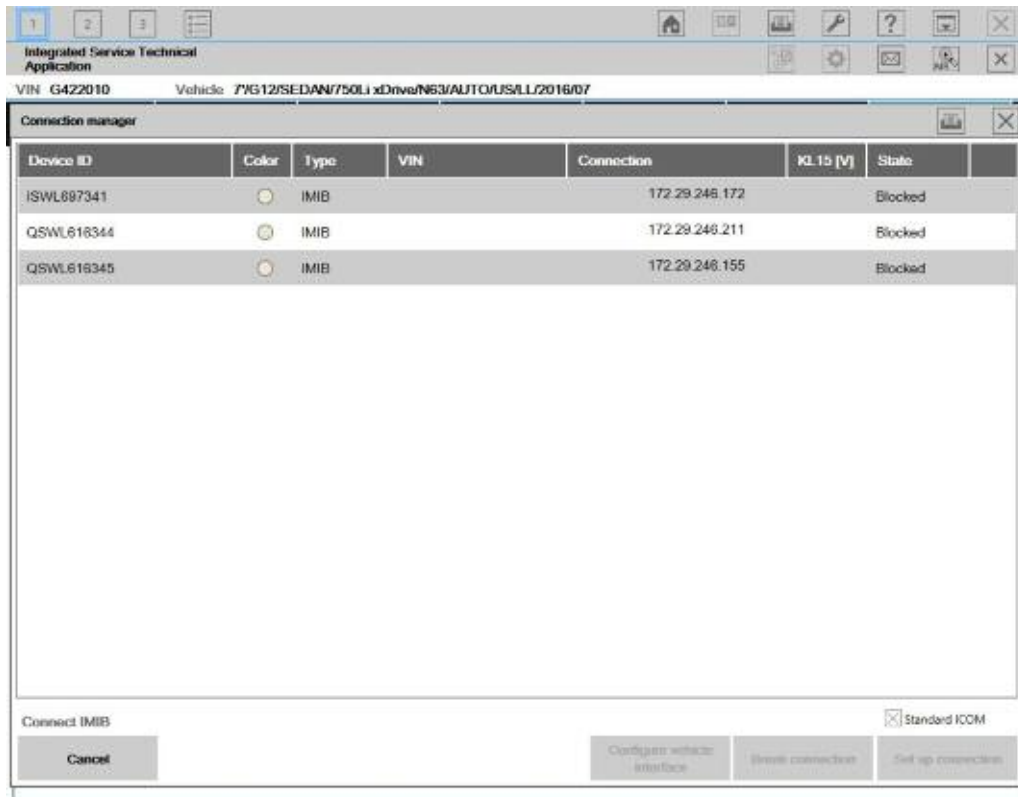 1 2 3 ?
Integrated Service Technical
Application
VIN G422010 Vehicle 7'/G12/SEDAN/750Li xDrive/N63/AUTO/US/LL/2016/07
Connection manager
Device ID Color Type VIN Connection KL15 [V] State
ISWL697341 IMIB 172.29.246.172 Blocked
QSWL616344 IMIB 172.29.246.211 Blocked
QSWL616345 IMIB 172.29.246.155 Blocked
Connect IMIB
Standard ICOM
Cancel
Configure vehicle
interface
Break connection
Set up connection